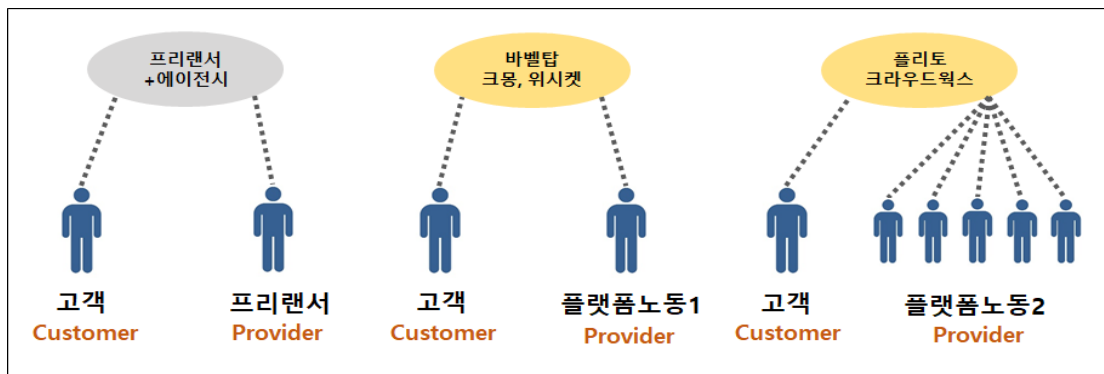 프리랜서
+에이전시
바벨탑
크몽, 위시켓
플리토
크라우드웍스
고객
Customer
프리랜서
Provider
고객
Customer
플랫폼노동1
Provider
고객
Customer
플랫폼노동2
Provider